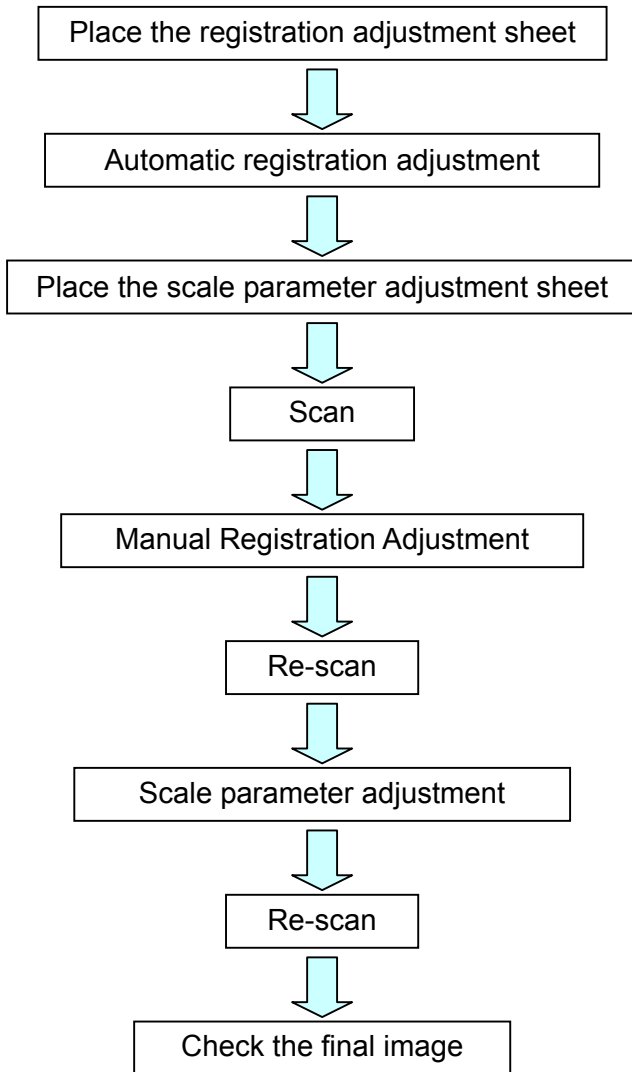 Place the registration adjustment sheet
Automatic registration adjustment
Place the scale parameter adjustment sheet
Scan
Manual Registration Adjustment
Re-scan
Scale parameter adjustment
Re-scan
Check the final image